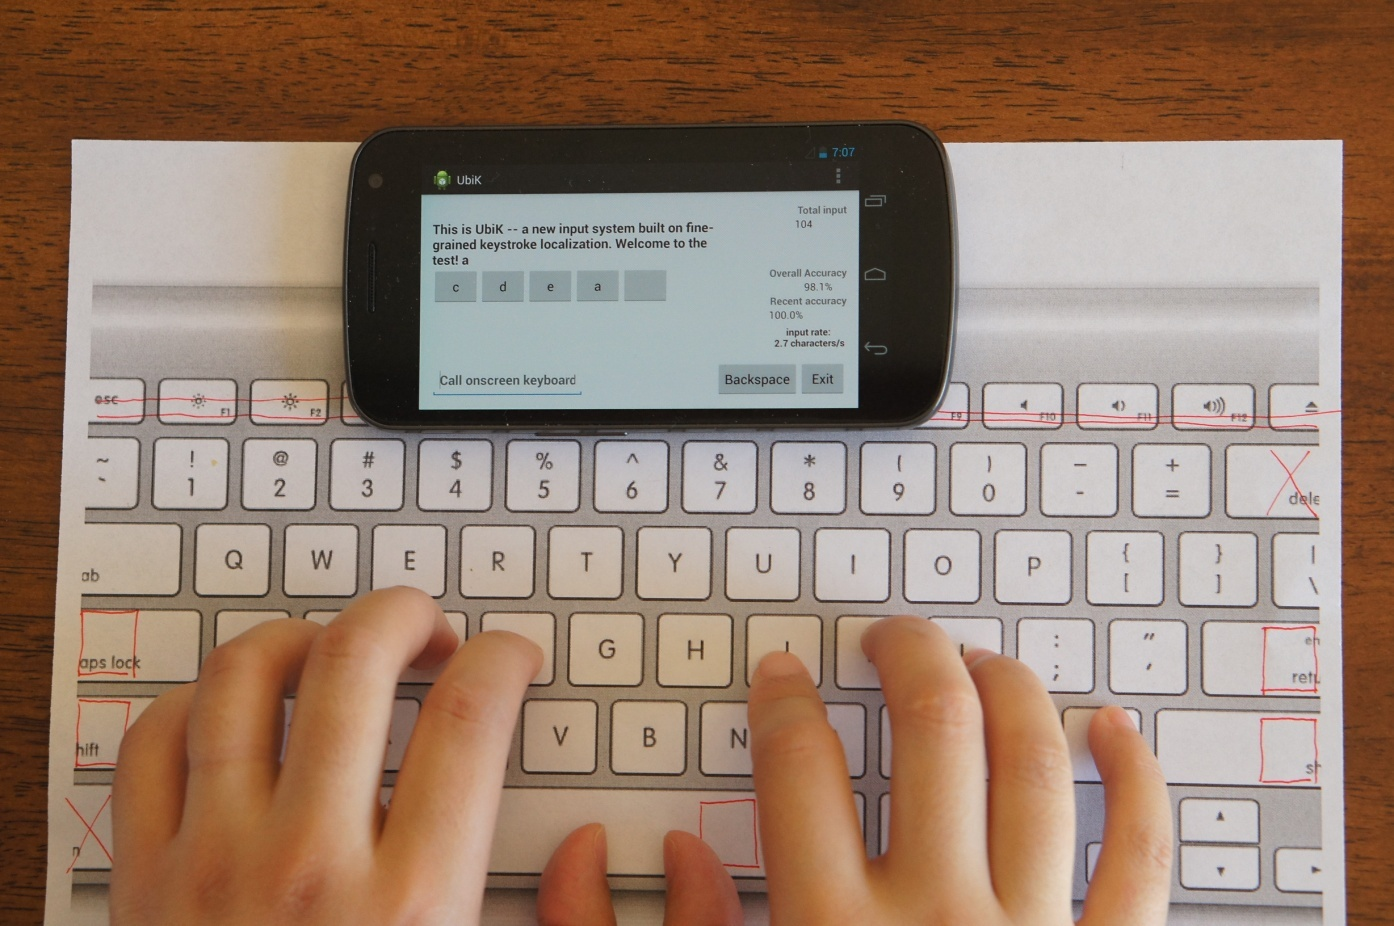 7:07
UbiK
Total input
104
This is UbiK -- a new input system built on fine-
grained keystroke localization. Welcome to the
test! a
c d e a
Overall Accuracy
98.1%
Recent accuracy
100.0%
input rate:
2.7 characters/s
Call onscreen keyboard
Backspace Exit
esc F1 F2 F9 F10 F11 F12
~ ! @ # $ % ^ & * ( ) – +
` 1 2 3 4 5 6 7 8 9 0 - =
dele
Q W E R T Y U I O P { } |
[ ] \
ab
G H J : "
; '
aps lock
en
retu
V B N
hift
sh
n